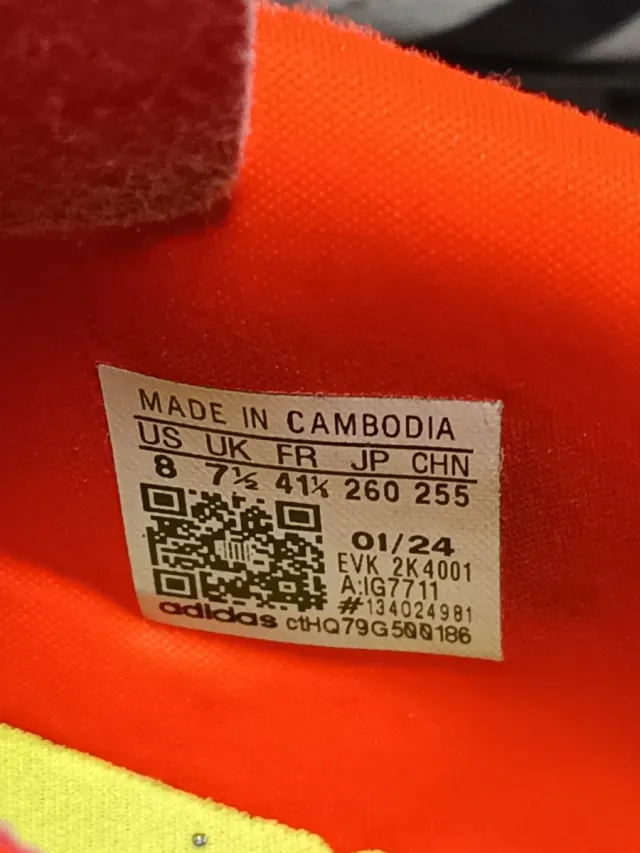 MADE IN CAMBODIA
US UK FR JP CHN
8 7½ 41⅓ 260 255
01/24
EVK 2K4001
A:IG7711
#134024981
adidas ctHQ79G500186